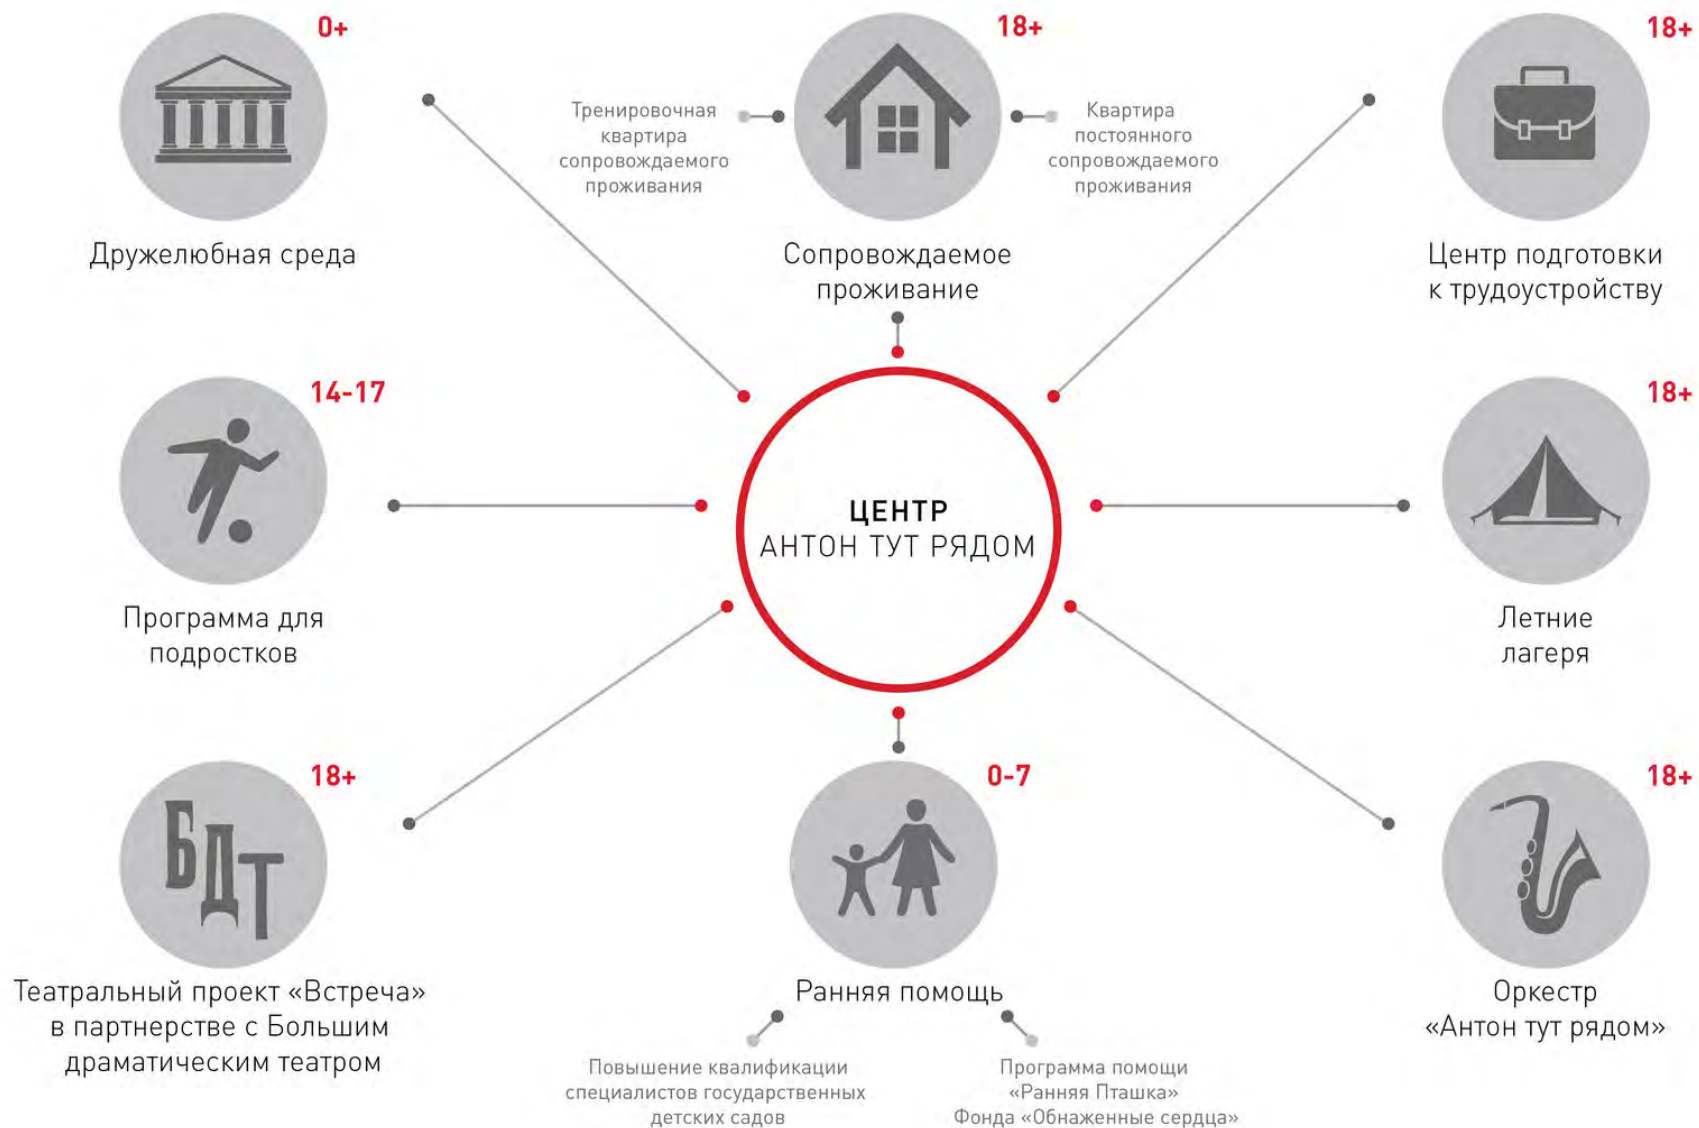 0+
Дружелюбная среда
18+
Тренировочная
квартира
сопровождаемого
проживания
Квартира
постоянного
сопровождаемого
проживания
Сопровождаемое
проживание
18+
Центр подготовки
к трудоустройству
14-17
Программа для
подростков
ЦЕНТР
АНТОН ТУТ РЯДОМ
18+
Летние
лагеря
18+
БДТ
Театральный проект «Встреча»
в партнерстве с Большим
драматическим театром
0-7
Ранняя помощь
Повышение квалификации
специалистов государственных
детских садов
Программа помощи
«Ранняя Пташка»
Фонда «Обнаженные сердца»
18+
Оркестр
«Антон тут рядом»